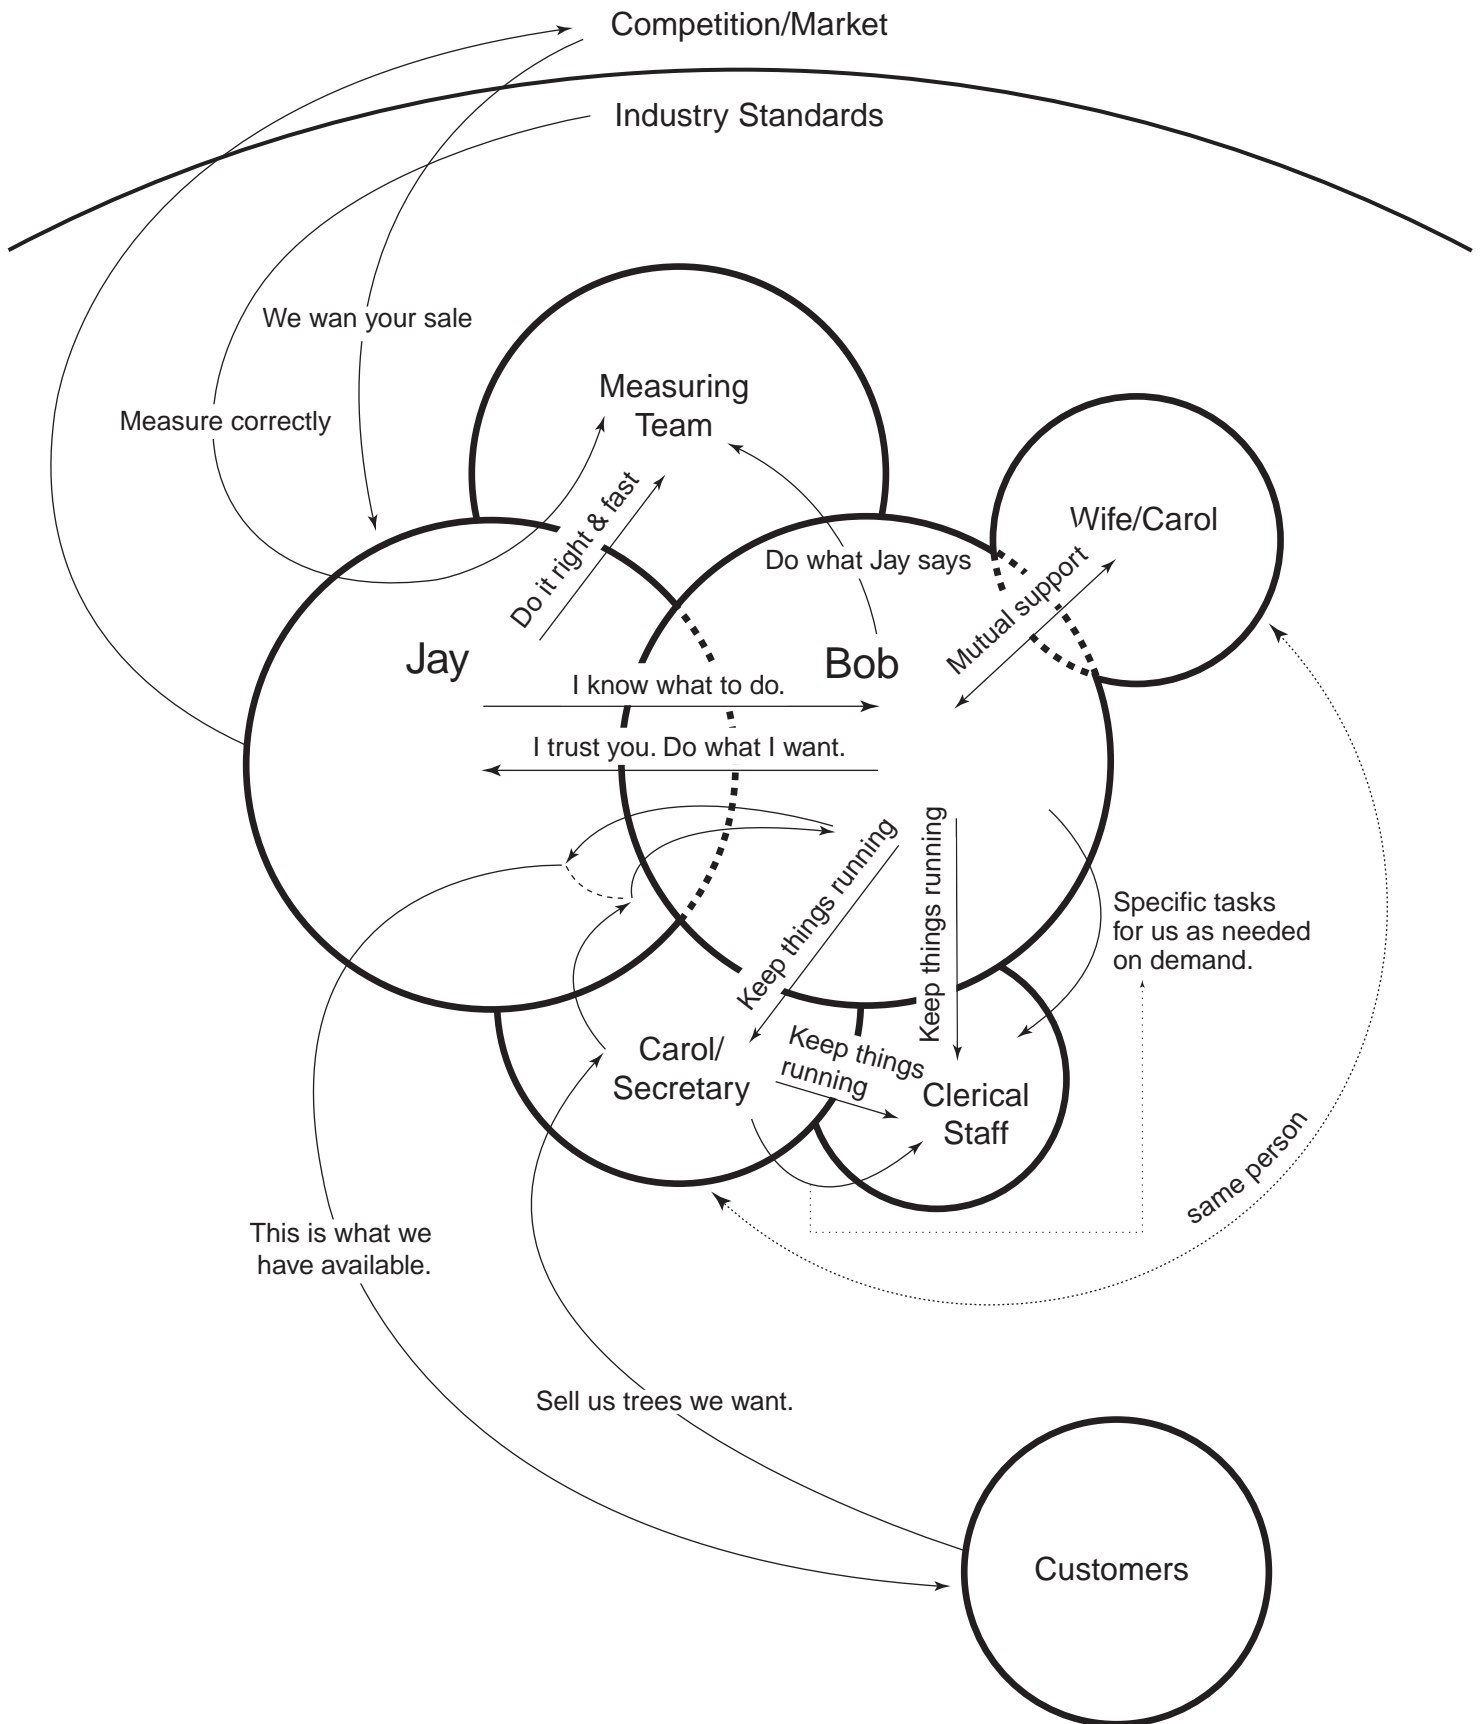 Competition/Market
Industry Standards
We wan your sale
Measuring
Team
Measure correctly
Do it right & fast
Wife/Carol
Do what Jay says
Mutual support
Jay
Bob
I know what to do.
I trust you. Do what I want.
Keep things running
Keep things running
Specific tasks
for us as needed
on demand.
Carol/
Secretary
Keep things
running
Clerical
Staff
same person
This is what we
have available.
Sell us trees we want.
Customers